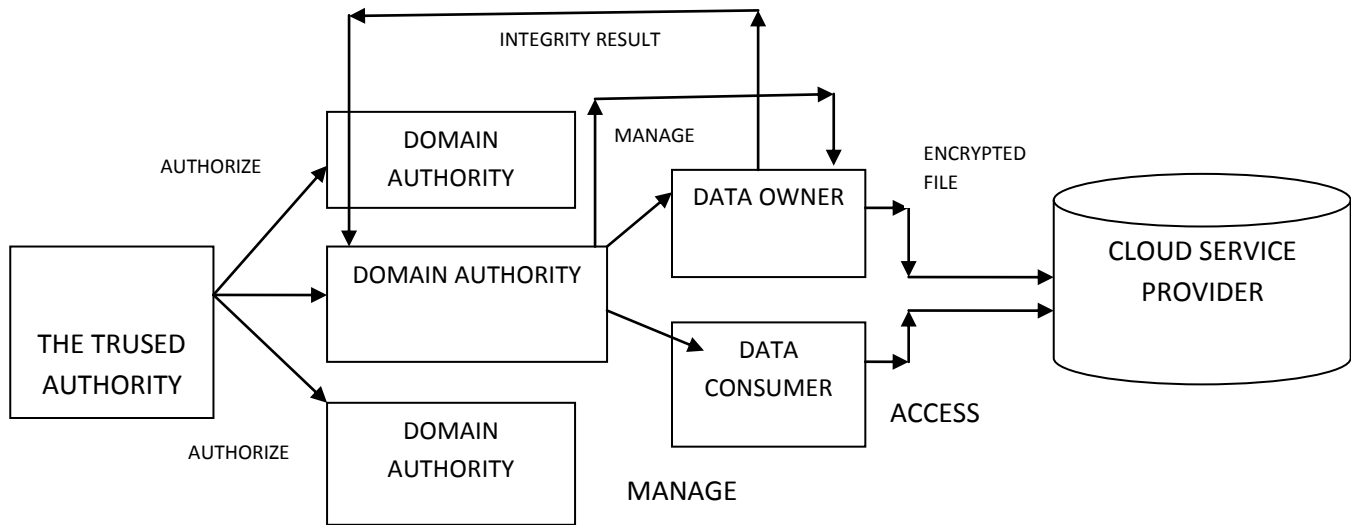 INTEGRITY RESULT
DOMAIN
AUTHORITY
MANAGE
AUTHORIZE
ENCRYPTED
FILE
DATA OWNER
CLOUD SERVICE
PROVIDER
DOMAIN AUTHORITY
THE TRUSED
AUTHORITY
DATA
CONSUMER
ACCESS
DOMAIN
AUTHORITY
AUTHORIZE
MANAGE